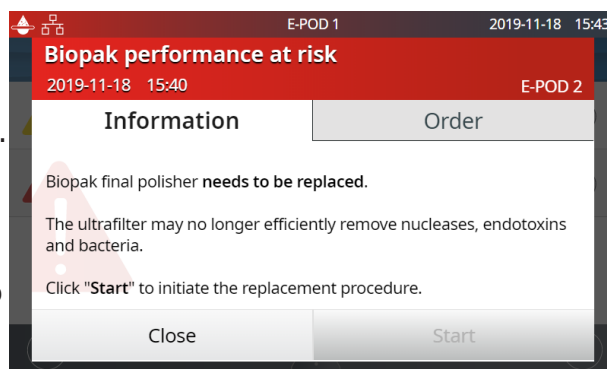 E-POD 1 2019-11-18 15:43
Biopak performance at risk
2019-11-18 15:40 E-POD 2
Information Order
Biopak final polisher needs to be replaced.
The ultrafilter may no longer efficiently remove nucleases, endotoxins
and bacteria.
Click "Start" to initiate the replacement procedure.
Close Start